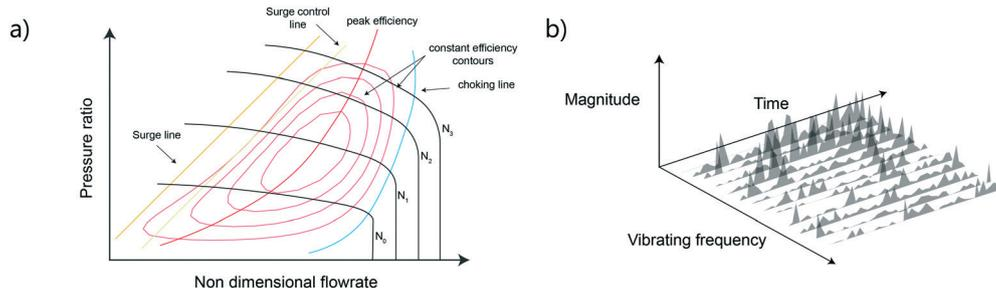 a)
Surge control
line
peak efficiency
constant efficiency
contours
choking line
Surge line
Pressure ratio
N3
N2
N1
N0
Non dimensional flowrate
b)
Magnitude
Time
Vibrating frequency